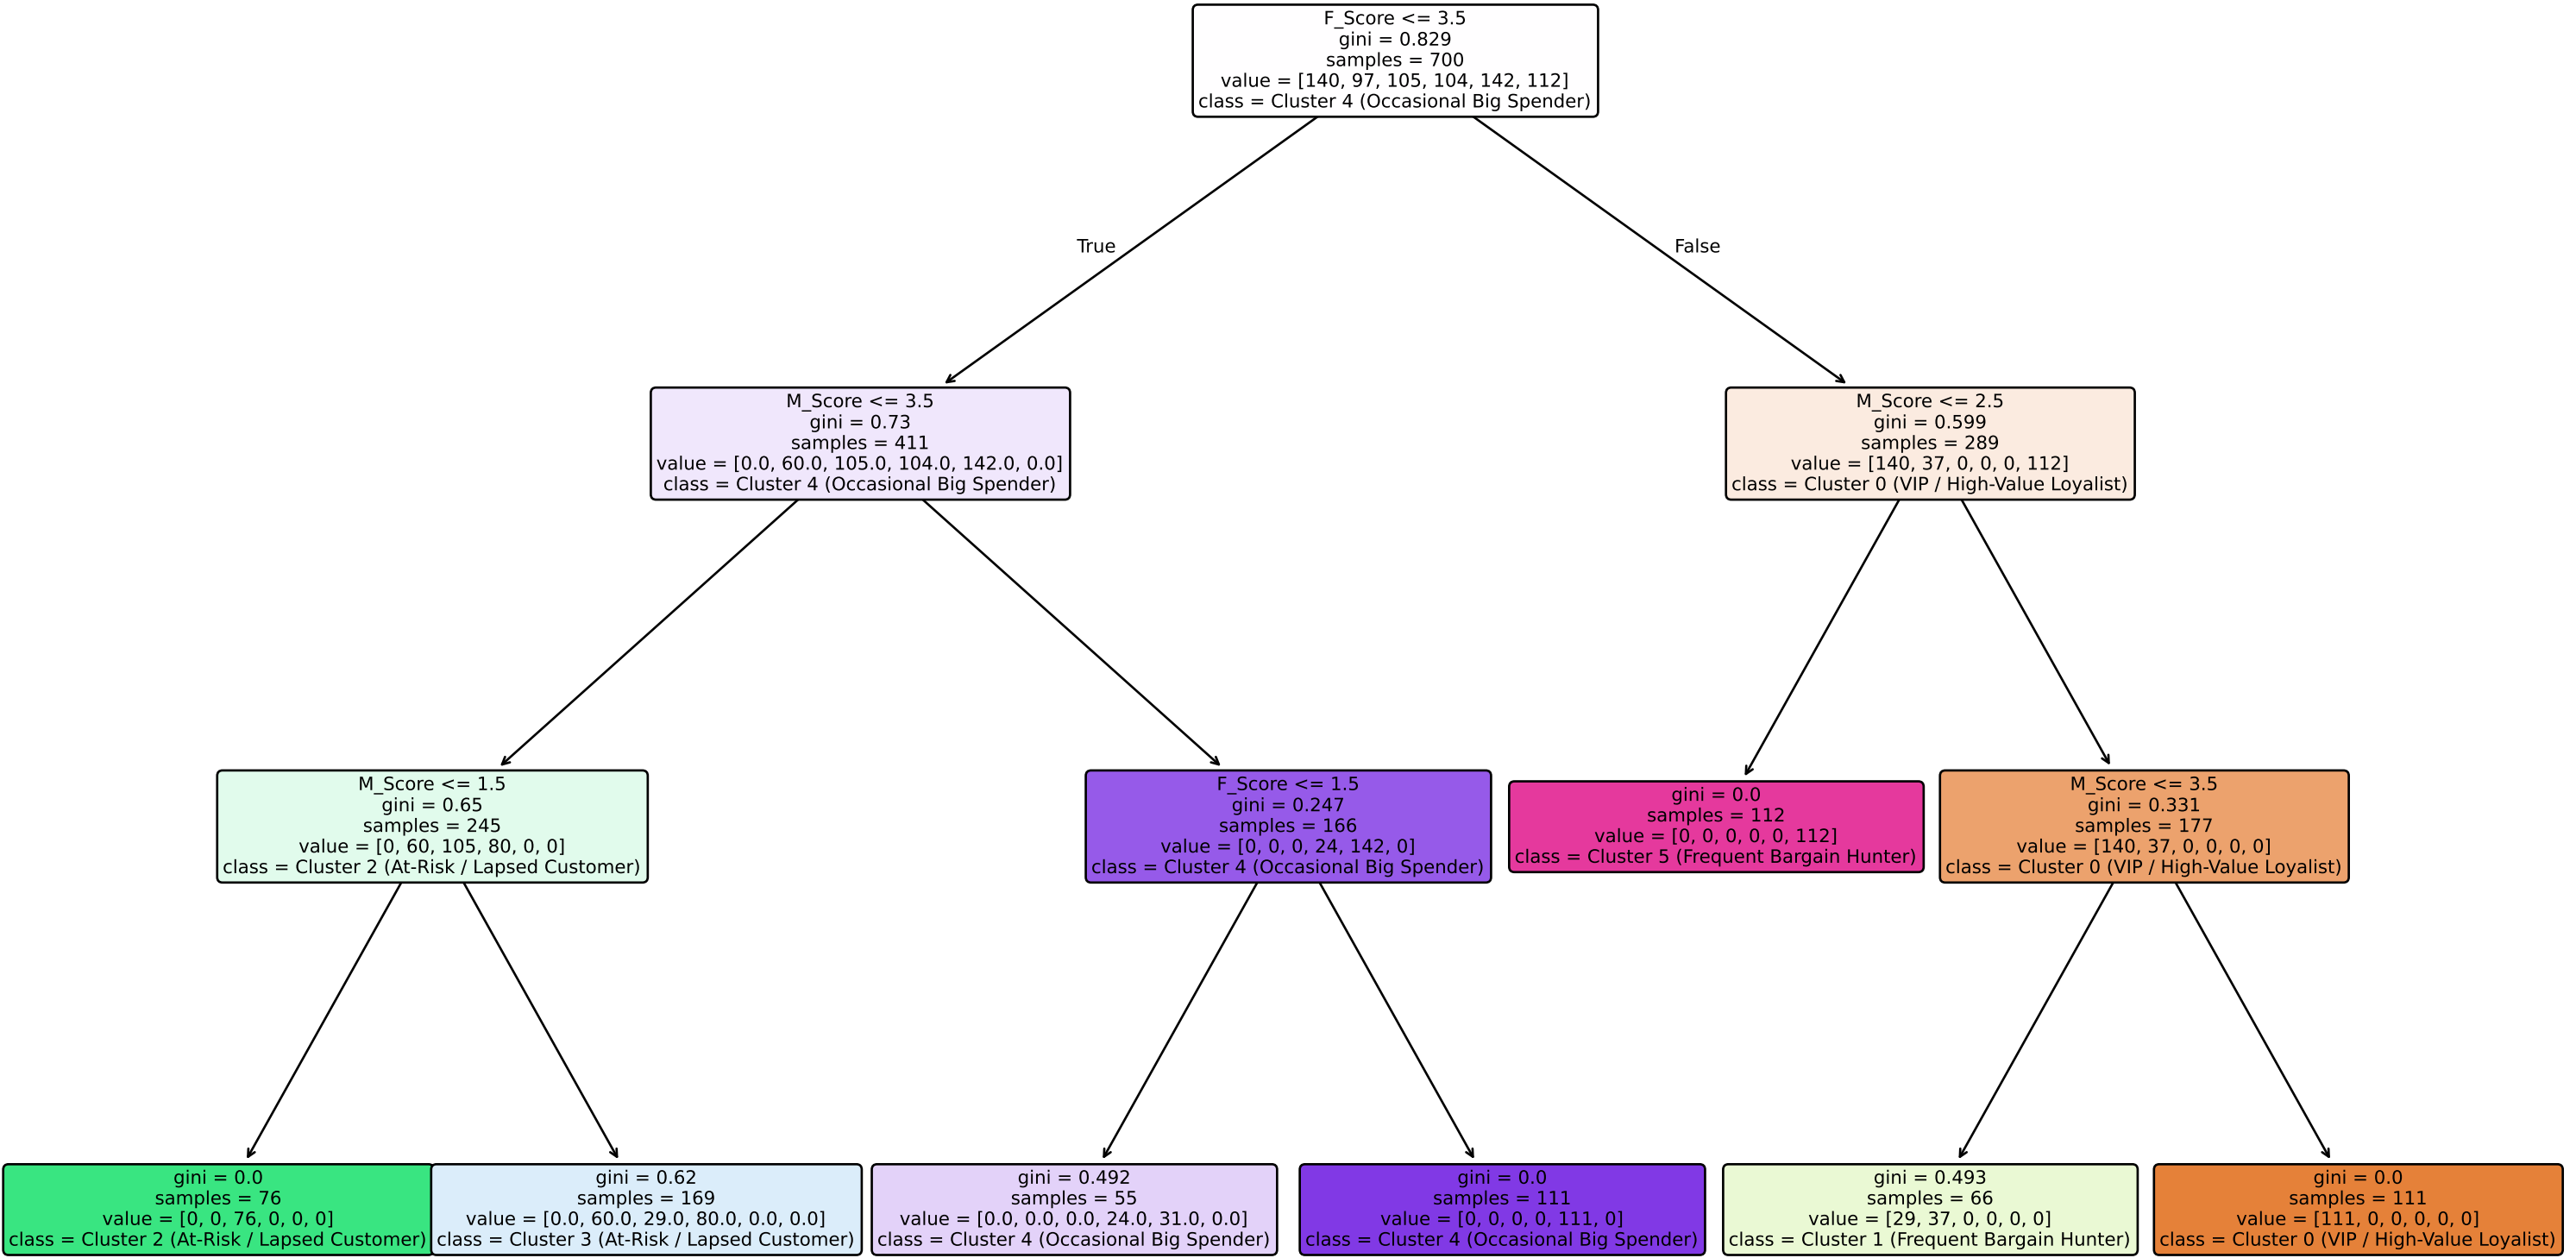 F_Score <= 3.5
gini = 0.829
samples = 700
value = [140, 97, 105, 104, 142, 112]
class = Cluster 4 (Occasional Big Spender)
True
False
M_Score <= 3.5
gini = 0.73
samples = 411
value = [0.0, 60.0, 105.0, 104.0, 142.0, 0.0]
class = Cluster 4 (Occasional Big Spender)
M_Score <= 2.5
gini = 0.599
samples = 289
value = [140, 37, 0, 0, 0, 112]
class = Cluster 0 (VIP / High-Value Loyalist)
M_Score <= 1.5
gini = 0.65
samples = 245
value = [0, 60, 105, 80, 0, 0]
class = Cluster 2 (At-Risk / Lapsed Customer)
F_Score <= 1.5
gini = 0.247
samples = 166
value = [0, 0, 0, 24, 142, 0]
class = Cluster 4 (Occasional Big Spender)
gini = 0.0
samples = 112
value = [0, 0, 0, 0, 0, 112]
class = Cluster 5 (Frequent Bargain Hunter)
M_Score <= 3.5
gini = 0.331
samples = 177
value = [140, 37, 0, 0, 0, 0]
class = Cluster 0 (VIP / High-Value Loyalist)
gini = 0.0
samples = 76
value = [0, 0, 76, 0, 0, 0]
class = Cluster 2 (At-Risk / Lapsed Customer)
gini = 0.62
samples = 169
value = [0.0, 60.0, 29.0, 80.0, 0.0, 0.0]
class = Cluster 3 (At-Risk / Lapsed Customer)
gini = 0.492
samples = 55
value = [0.0, 0.0, 0.0, 24.0, 31.0, 0.0]
class = Cluster 4 (Occasional Big Spender)
gini = 0.0
samples = 111
value = [0, 0, 0, 0, 111, 0]
class = Cluster 4 (Occasional Big Spender)
gini = 0.493
samples = 66
value = [29, 37, 0, 0, 0, 0]
class = Cluster 1 (Frequent Bargain Hunter)
gini = 0.0
samples = 111
value = [111, 0, 0, 0, 0, 0]
class = Cluster 0 (VIP / High-Value Loyalist)